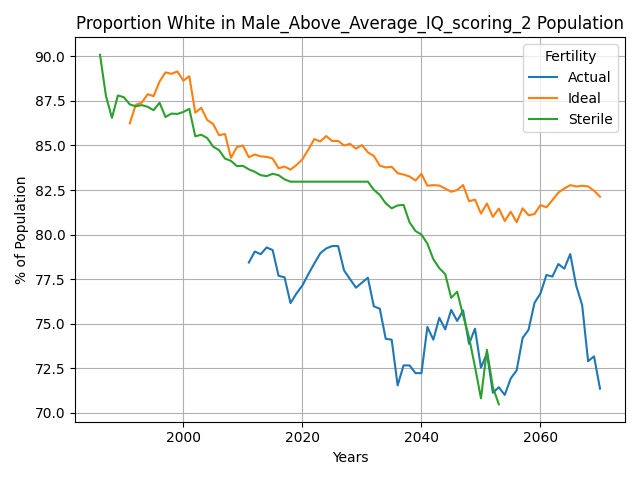 Proportion White in Male_Above_Average_IQ_scoring_2 Population
Fertility
Actual
Ideal
Sterile
% of Population
90.0
87.5
85.0
82.5
80.0
77.5
75.0
72.5
70.0
2000
2020
2040
2060
Years